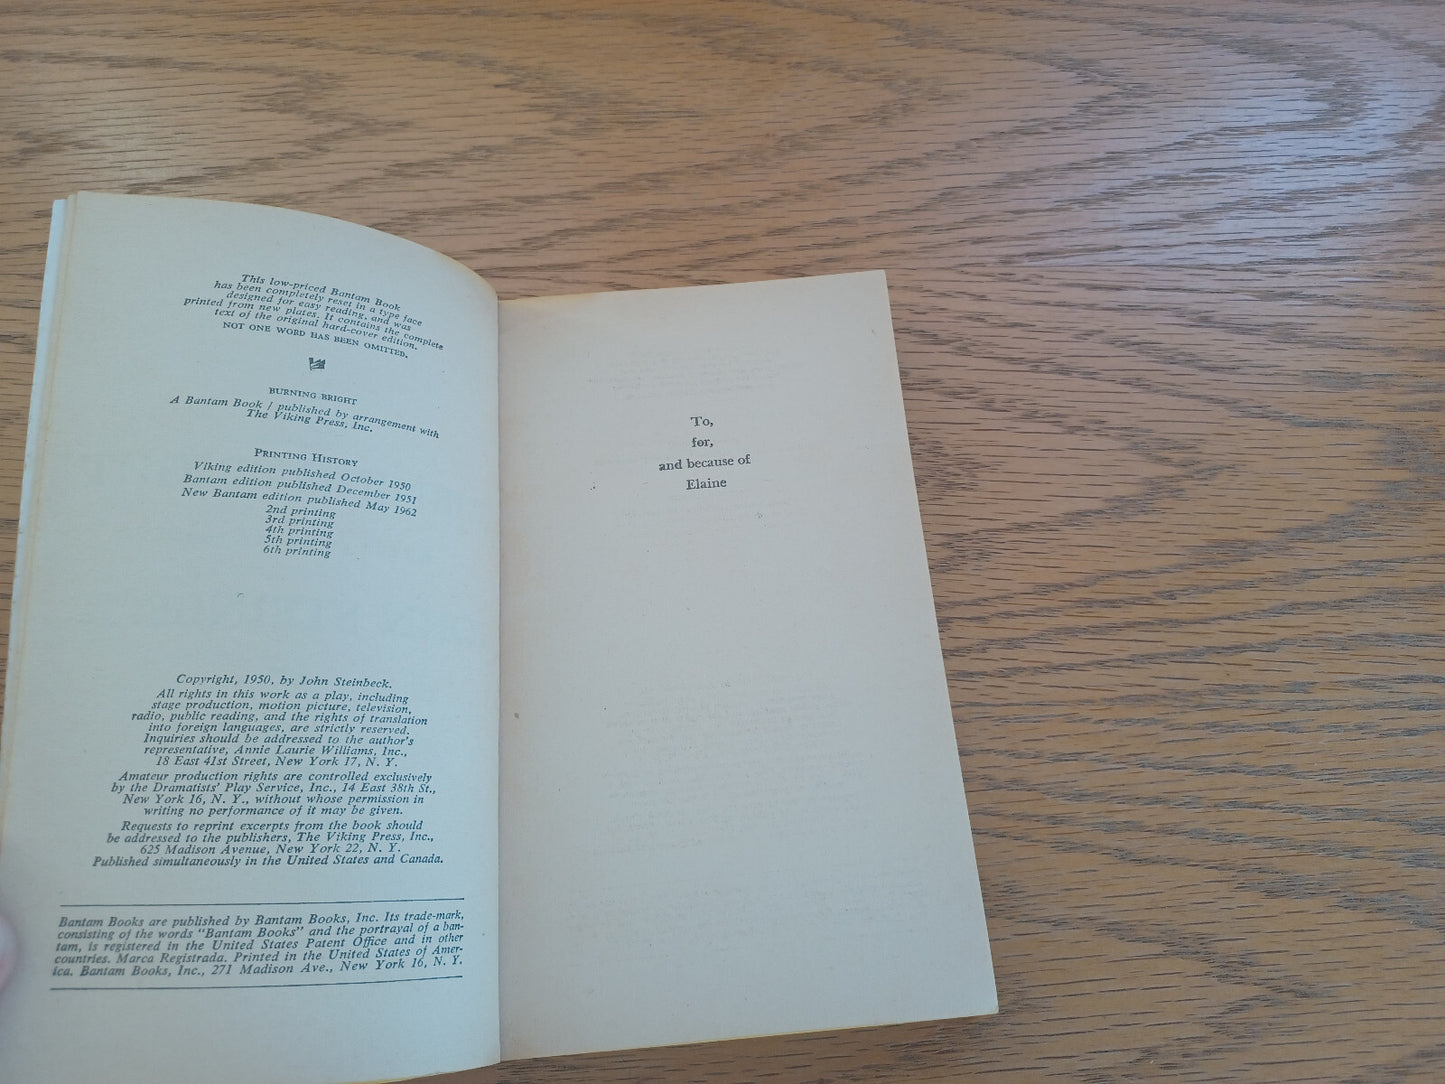 This low-priced Bantam Book
has been completely reset in a type face
designed for easy reading, and was
printed from new plates. It contains the complete
text of the original hard-cover edition.
NOT ONE WORD HAS BEEN OMITTED.
BURNING BRIGHT
A Bantam Book / published by arrangement with
The Viking Press, Inc.
PRINTING HISTORY
Viking edition published October 1950
Bantam edition published December 1951
New Bantam edition published May 1962
2nd printing
3rd printing
4th printing
5th printing
6th printing
Copyright, 1950, by John Steinbeck.
All rights in this work as a play, including
stage production, motion picture, television,
radio, public reading, and the rights of translation
into foreign languages, are strictly reserved.
Inquiries should be addressed to the author's
representative, Annie Laurie Williams, Inc.,
18 East 41st Street, New York 17, N. Y.
Amateur production rights are controlled exclusively
by the Dramatists' Play Service, Inc., 14 East 38th St.,
New York 16, N. Y., without whose permission in
writing no performance of it may be given.
Requests to reprint excerpts from the book should
be addressed to the publishers, The Viking Press, Inc.,
625 Madison Avenue, New York 22, N. Y.
Published simultaneously in the United States and Canada.
Bantam Books are published by Bantam Books, Inc. Its trade-mark,
consisting of the words "Bantam Books" and the portrayal of a ban-
tam, is registered in the United States Patent Office and in other
countries. Marca Registrada. Printed in the United States of Amer-
ica. Bantam Books, Inc., 271 Madison Ave., New York 16, N. Y.
To,
for,
and because of
Elaine